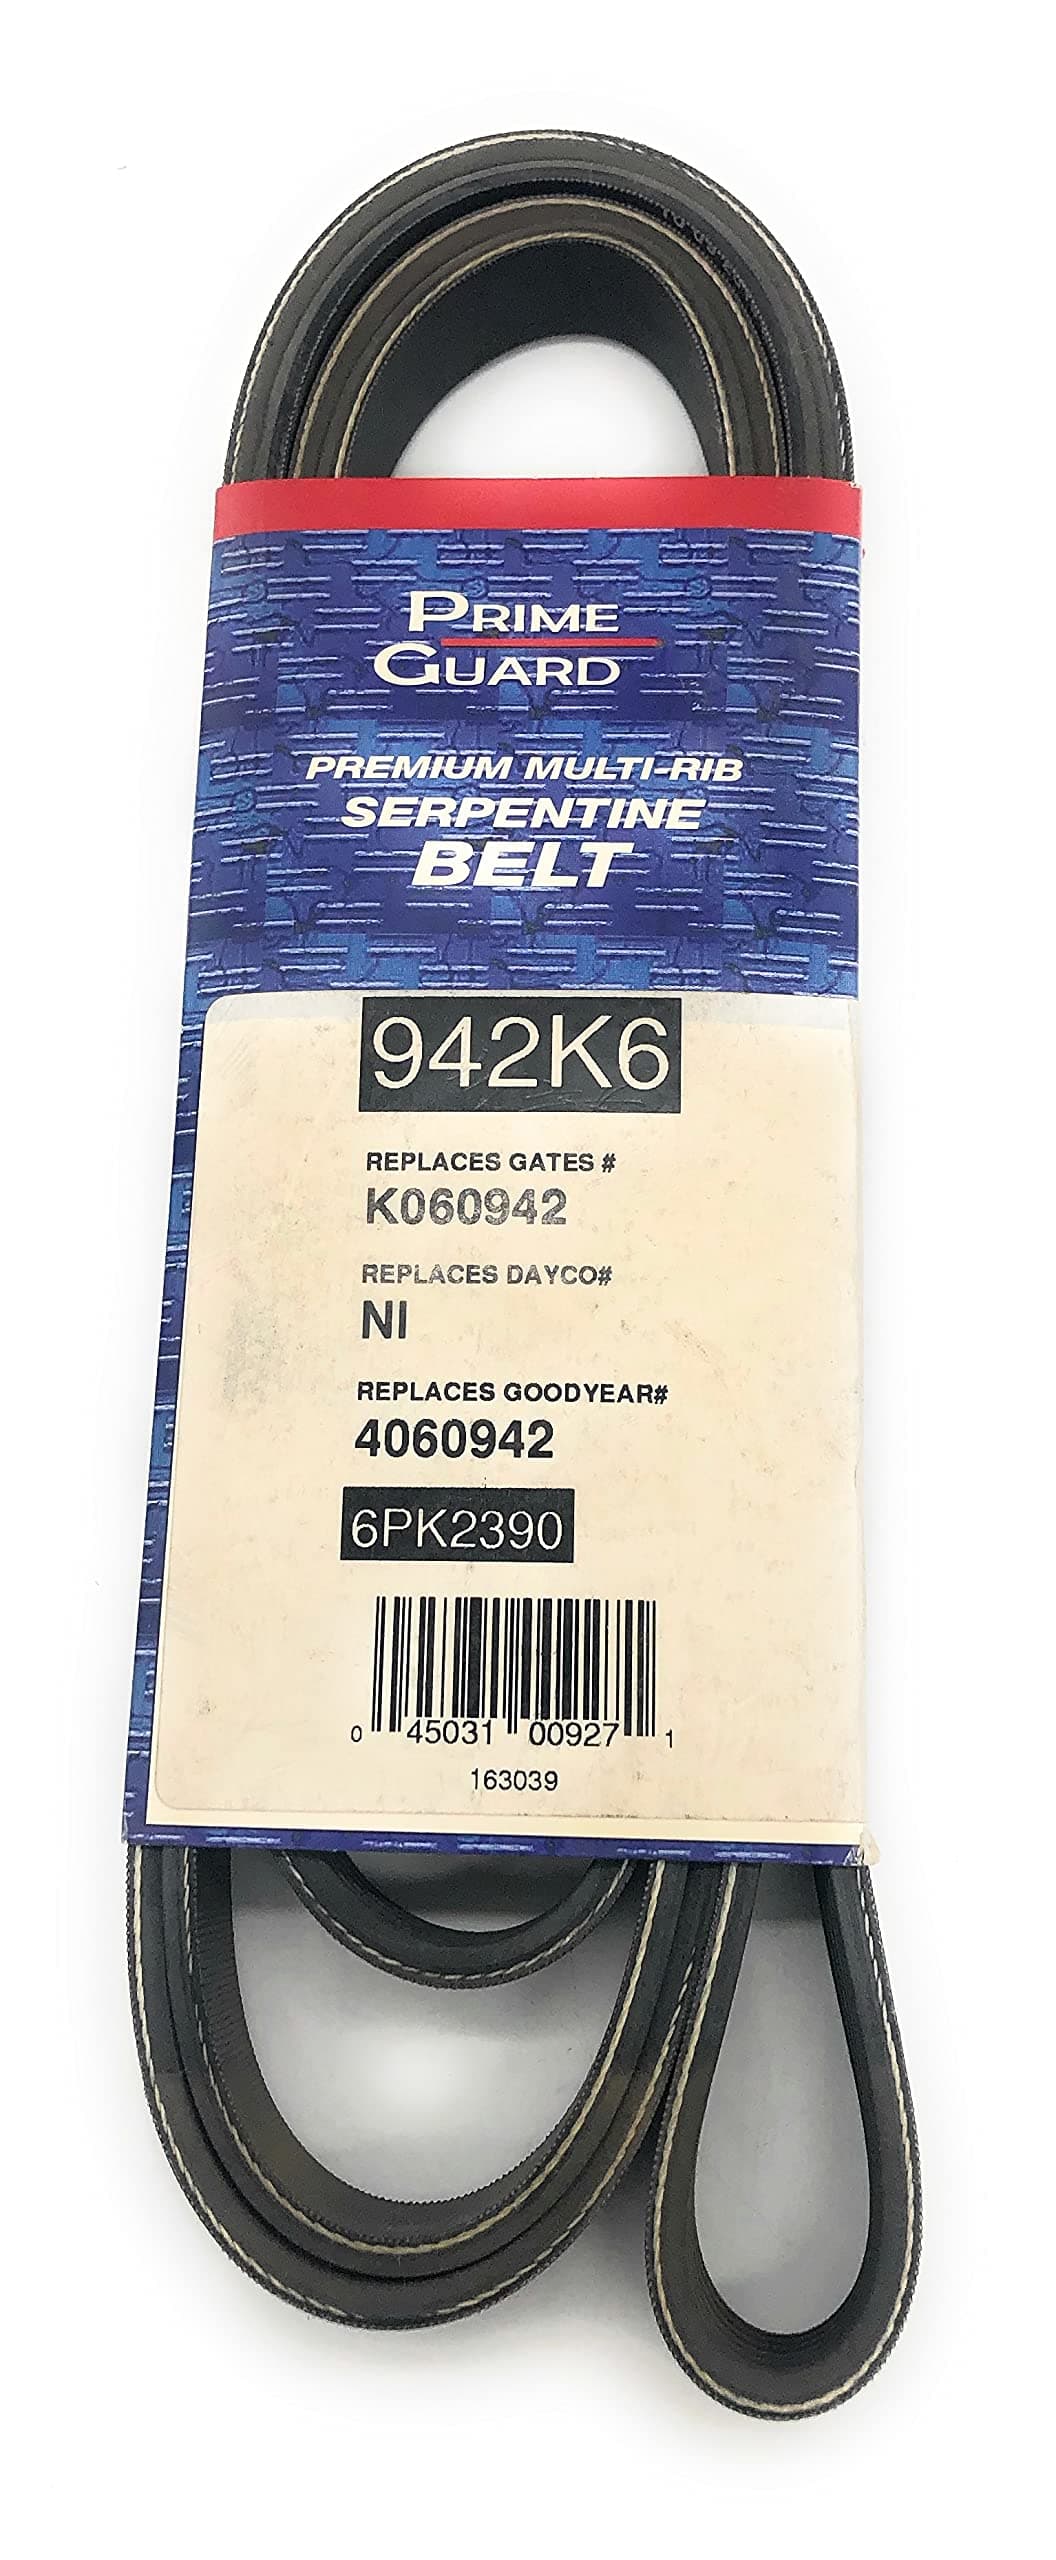 PRIME
GUARD
PREMIUM MULTI-RIB
SERPENTINE
BELT
942K6
REPLACES GATES #
K060942
REPLACES DAYCO#
NI
REPLACES GOODYEAR#
4060942
6PK2390
0 45031 00927 1
163039